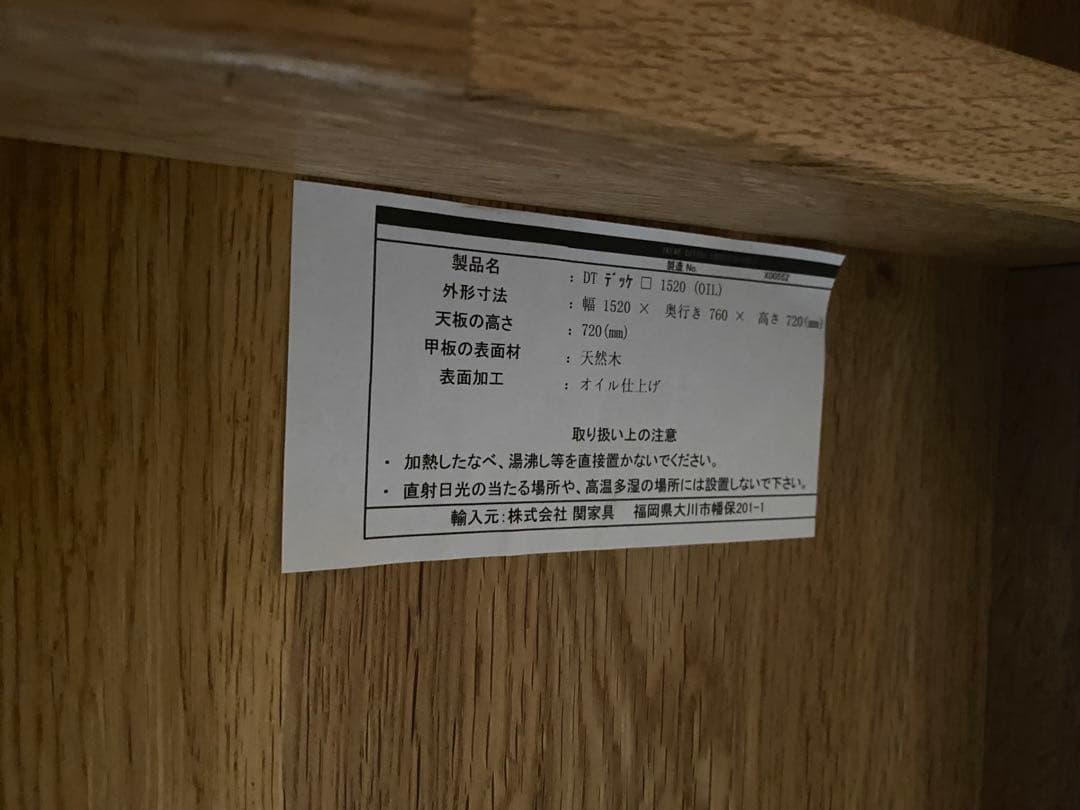 製造 No. X00552
製品名 : DT デッケ □ 1520 (OIL)
外形寸法 : 幅 1520 × 奥行き 760 × 高さ 720(㎜)
天板の高さ : 720(㎜)
甲板の表面材 : 天然木
表面加工 : オイル仕上げ
取り扱い上の注意
・ 加熱したなべ、湯沸し等を直接置かないでください。
・ 直射日光の当たる場所や、高温多湿の場所には設置しないで下さい。
輸入元:株式会社 関家具 福岡県大川市幡保201-1